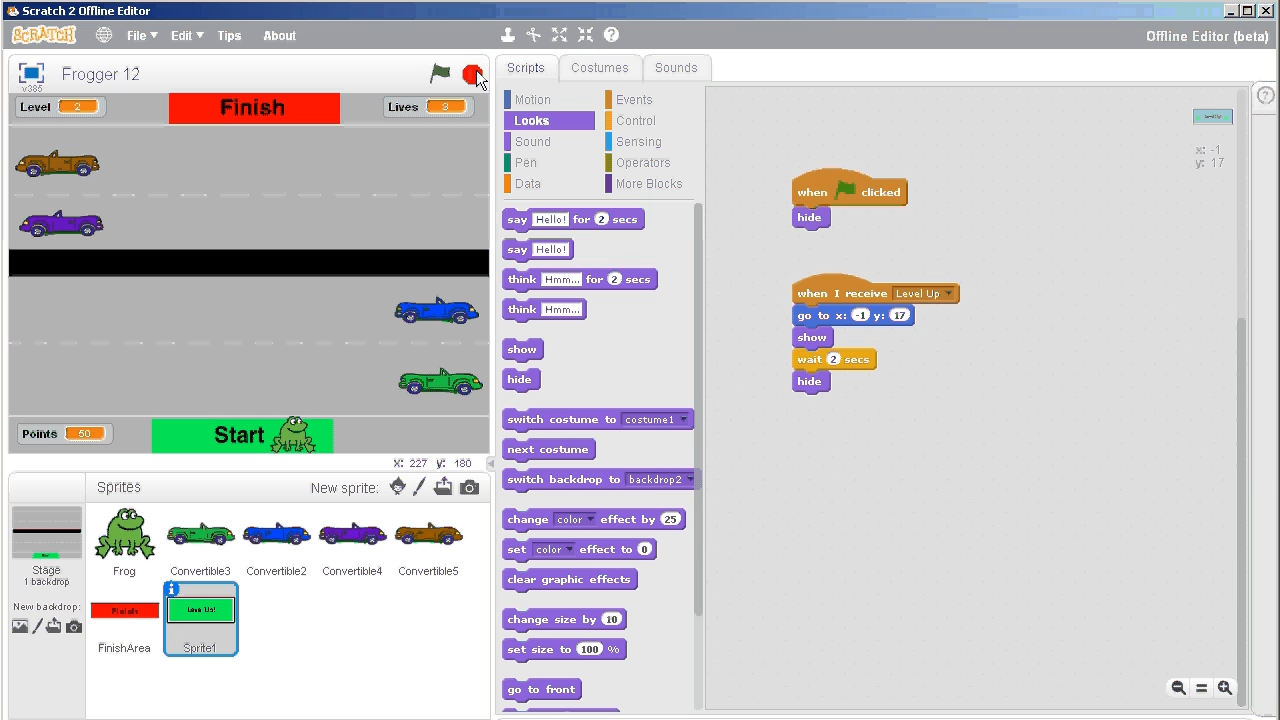 Scratch 2 Offline Editor
SCRATCH File Edit Tips About Offline Editor (beta)
Frogger 12
v385
Level 2 Finish Lives 3
Points 50 Start
x: 227 y: 180
Sprites New sprite:
Stage
1 backdrop
New backdrop:
Frog Convertible3 Convertible2 Convertible4 Convertible5
Finish
FinishArea
Level Up!
Sprite1
Scripts Costumes Sounds
Motion Events
Looks Control
Sound Sensing
Pen Operators
Data More Blocks
say Hello! for 2 secs
say Hello!
think Hmm... for 2 secs
think Hmm...
show
hide
switch costume to costume1
next costume
switch backdrop to backdrop2
change color effect by 25
set color effect to 0
clear graphic effects
change size by 10
set size to 100 %
go to front
when clicked
hide
when I receive Level Up
go to x: -1 y: 17
show
wait 2 secs
hide
x: -1
y: 17